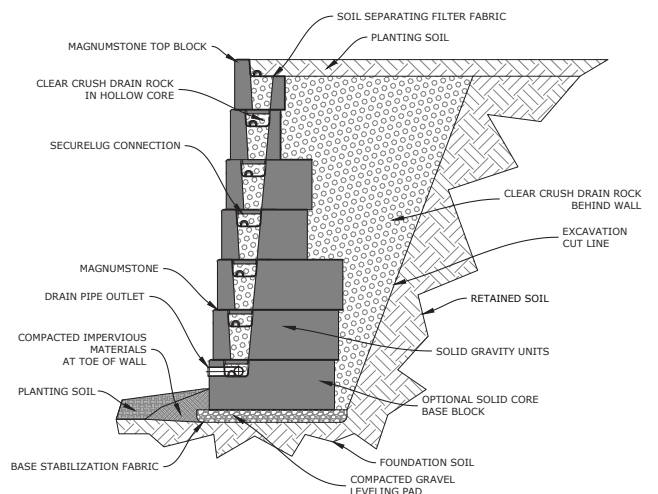 SOIL SEPARATING FILTER FABRIC
PLANTING SOIL
MAGNUMSTONE TOP BLOCK
CLEAR CRUSH DRAIN ROCK
IN HOLLOW CORE
SECURELUG CONNECTION
CLEAR CRUSH DRAIN ROCK
BEHIND WALL
EXCAVATION
CUT LINE
MAGNUMSTONE
DRAIN PIPE OUTLET
RETAINED SOIL
COMPACTED IMPERVIOUS
MATERIALS
AT TOE OF WALL
SOLID GRAVITY UNITS
PLANTING SOIL
OPTIONAL SOLID CORE
BASE BLOCK
BASE STABILIZATION FABRIC
FOUNDATION SOIL
COMPACTED GRAVEL
LEVELING PAD